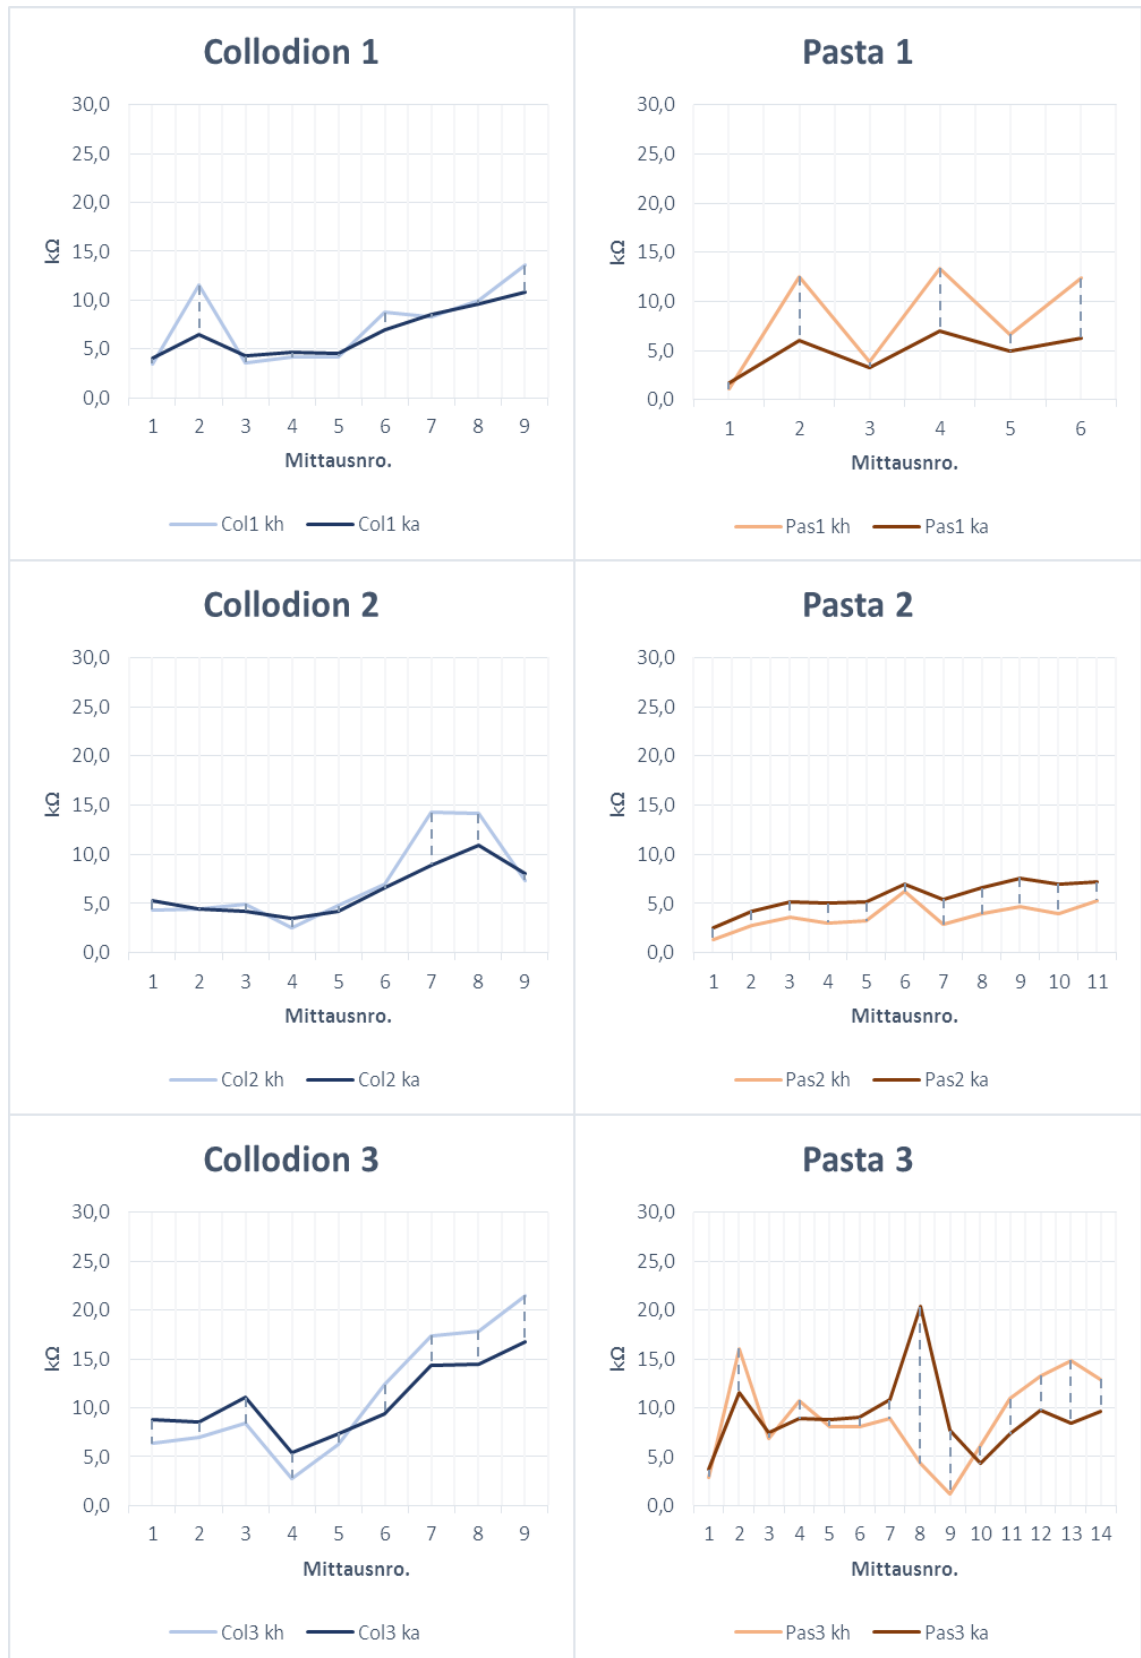 Collodion 1
30,0
25,0
20,0
15,0
10,0
5,0
0,0
kΩ
1 2 3 4 5 6 7 8 9
Mittausnro.
Col1 kh Col1 ka
Pasta 1
30,0
25,0
20,0
15,0
10,0
5,0
0,0
kΩ
1 2 3 4 5 6
Mittausnro.
Pas1 kh Pas1 ka
Collodion 2
30,0
25,0
20,0
15,0
10,0
5,0
0,0
kΩ
1 2 3 4 5 6 7 8 9
Mittausnro.
Col2 kh Col2 ka
Pasta 2
30,0
25,0
20,0
15,0
10,0
5,0
0,0
kΩ
1 2 3 4 5 6 7 8 9 10 11
Mittausnro.
Pas2 kh Pas2 ka
Collodion 3
30,0
25,0
20,0
15,0
10,0
5,0
0,0
kΩ
1 2 3 4 5 6 7 8 9
Mittausnro.
Col3 kh Col3 ka
Pasta 3
30,0
25,0
20,0
15,0
10,0
5,0
0,0
kΩ
1 2 3 4 5 6 7 8 9 10 11 12 13 14
Mittausnro.
Pas3 kh Pas3 ka